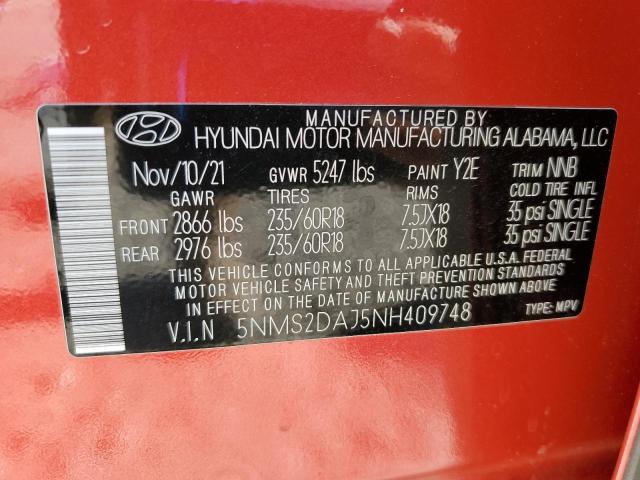 MANUFACTURED BY
HYUNDAI MOTOR MANUFACTURING ALABAMA, LLC
Nov/10/21 GVWR 5247 lbs PAINT Y2E TRIM NNB
GAWR TIRES RIMS COLD TIRE INFL
FRONT 2866 lbs 235/60R18 7.5JX18 35 psi SINGLE
REAR 2976 lbs 235/60R18 7.5JX18 35 psi SINGLE
THIS VEHICLE CONFORMS TO ALL APPLICABLE U.S.A FEDERAL
MOTOR VEHICLE SAFETY AND THEFT PREVENTION STANDARDS
IN EFFECT ON THE DATE OF MANUFACTURE SHOWN ABOVE.
V.I.N 5NMS2DAJ5NH409748 TYPE: MPV